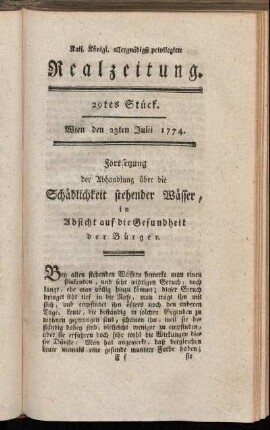 Kais. Königl. allergnädigst privilegirte
Realzeitung.
29tes Stück.
Wien den 23ten Julii 1774.
Fortsetzung
der Abhandlung über die
Schädlichkeit stehender Wässer,
in
Absicht auf die Gesundheit
der Bürger.
Bey allen stehenden Wässern bemerkt man einen
stinkenden, und sehr widrigen Geruch, noch
lange, ehe man völlig hinzu kömmt; dieser Geruch
dringet sich tief in die Nase, man trägt ihn mit
sich, und empfindet ihn öfters noch den anderen
Tag. Leute, die beständig in solchen Gegenden zu
wohnen gezwungen sind, scheinen ihn, weil sie be-
ständig dabey sind, vielleicht weniger zu empfinden,
aber sie erfahren doch sehr wohl die Wirkungen die-
ser Dünste. Man hat angemerkt, daß dergleichen
Leute niemals eine gesunde muntere Farbe haben;
F f
sie